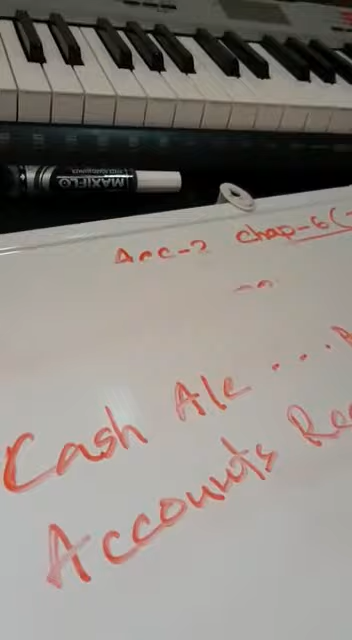 MAXIFLO
Acc-2 chap-6(
Cash A/c ....
Accounts Re